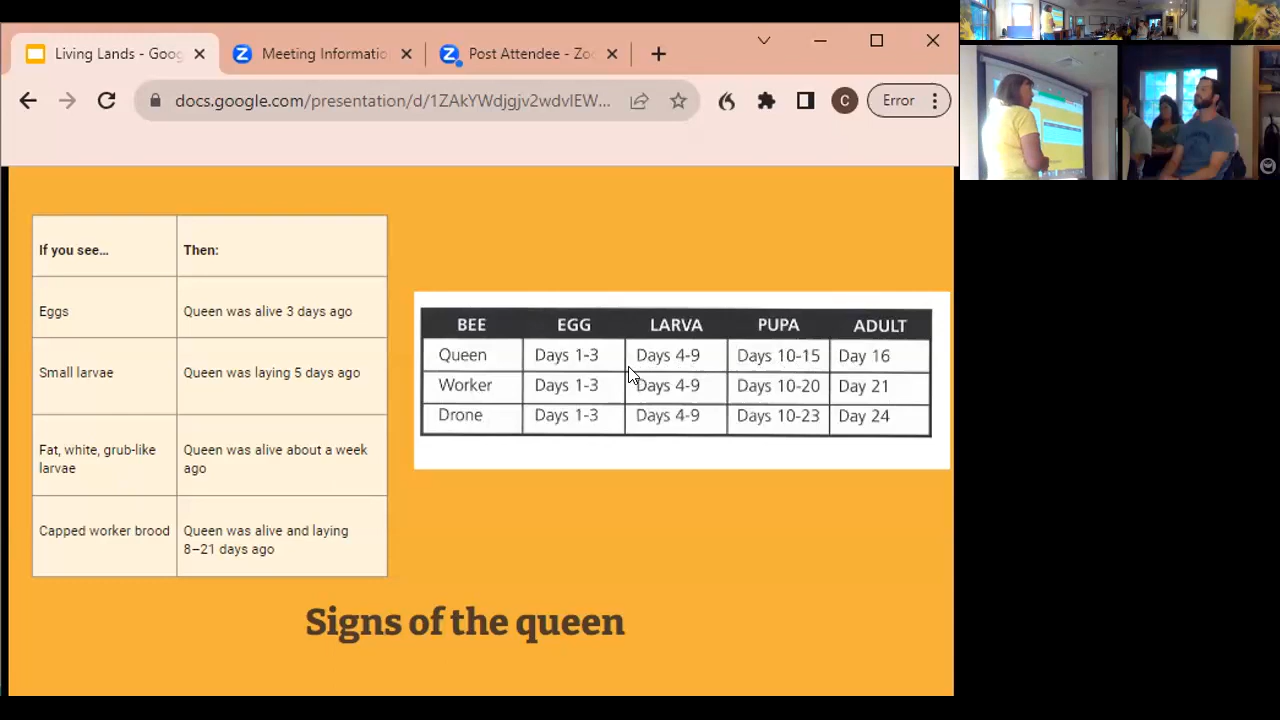 Living Lands - Goog
Meeting Informatio
Post Attendee - Zoo
docs.google.com/presentation/d/1ZAkYWdjgjv2wdvIEW...
C
Error
If you see...
Then:
Eggs
Queen was alive 3 days ago
Small larvae
Queen was laying 5 days ago
Fat, white, grub-like
larvae
Queen was alive about a week
ago
Capped worker brood
Queen was alive and laying
8–21 days ago
BEE EGG LARVA PUPA ADULT
Queen Days 1-3 Days 4-9 Days 10-15 Day 16
Worker Days 1-3 Days 4-9 Days 10-20 Day 21
Drone Days 1-3 Days 4-9 Days 10-23 Day 24
Signs of the queen